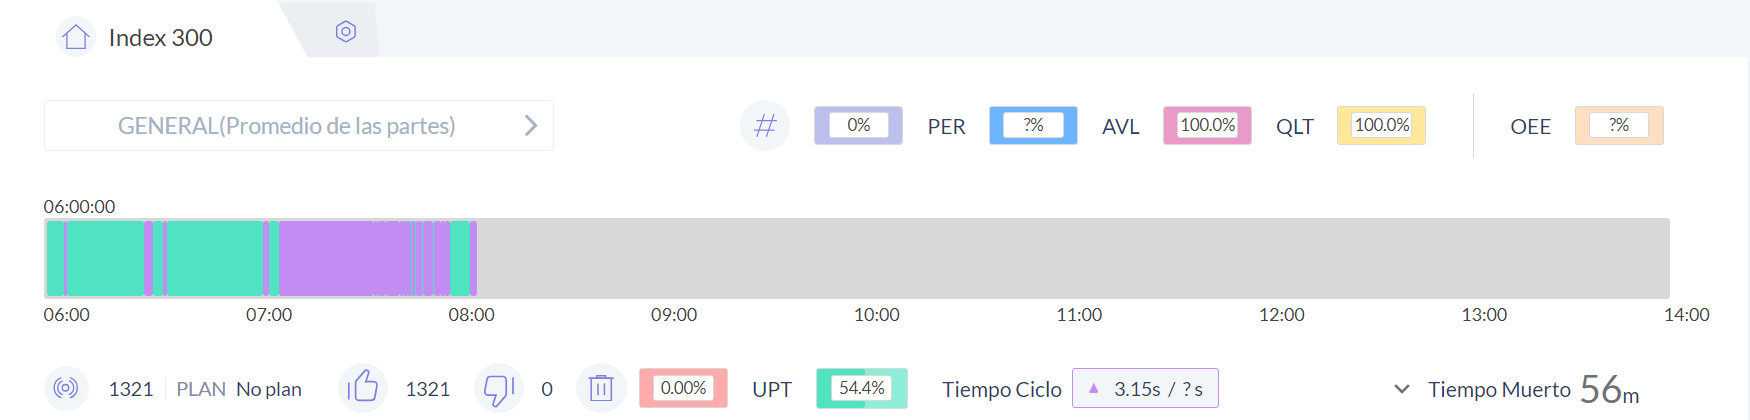 Index 300
GENERAL(Promedio de las partes)
# 0% PER ?% AVL 100.0% QLT 100.0% OEE ?%
06:00:00
06:00 07:00 08:00 09:00 10:00 11:00 12:00 13:00 14:00
1321 PLAN No plan 1321 0 0.00% UPT 54.4% Tiempo Ciclo ▲ 3.15s / ? s Tiempo Muerto 56m